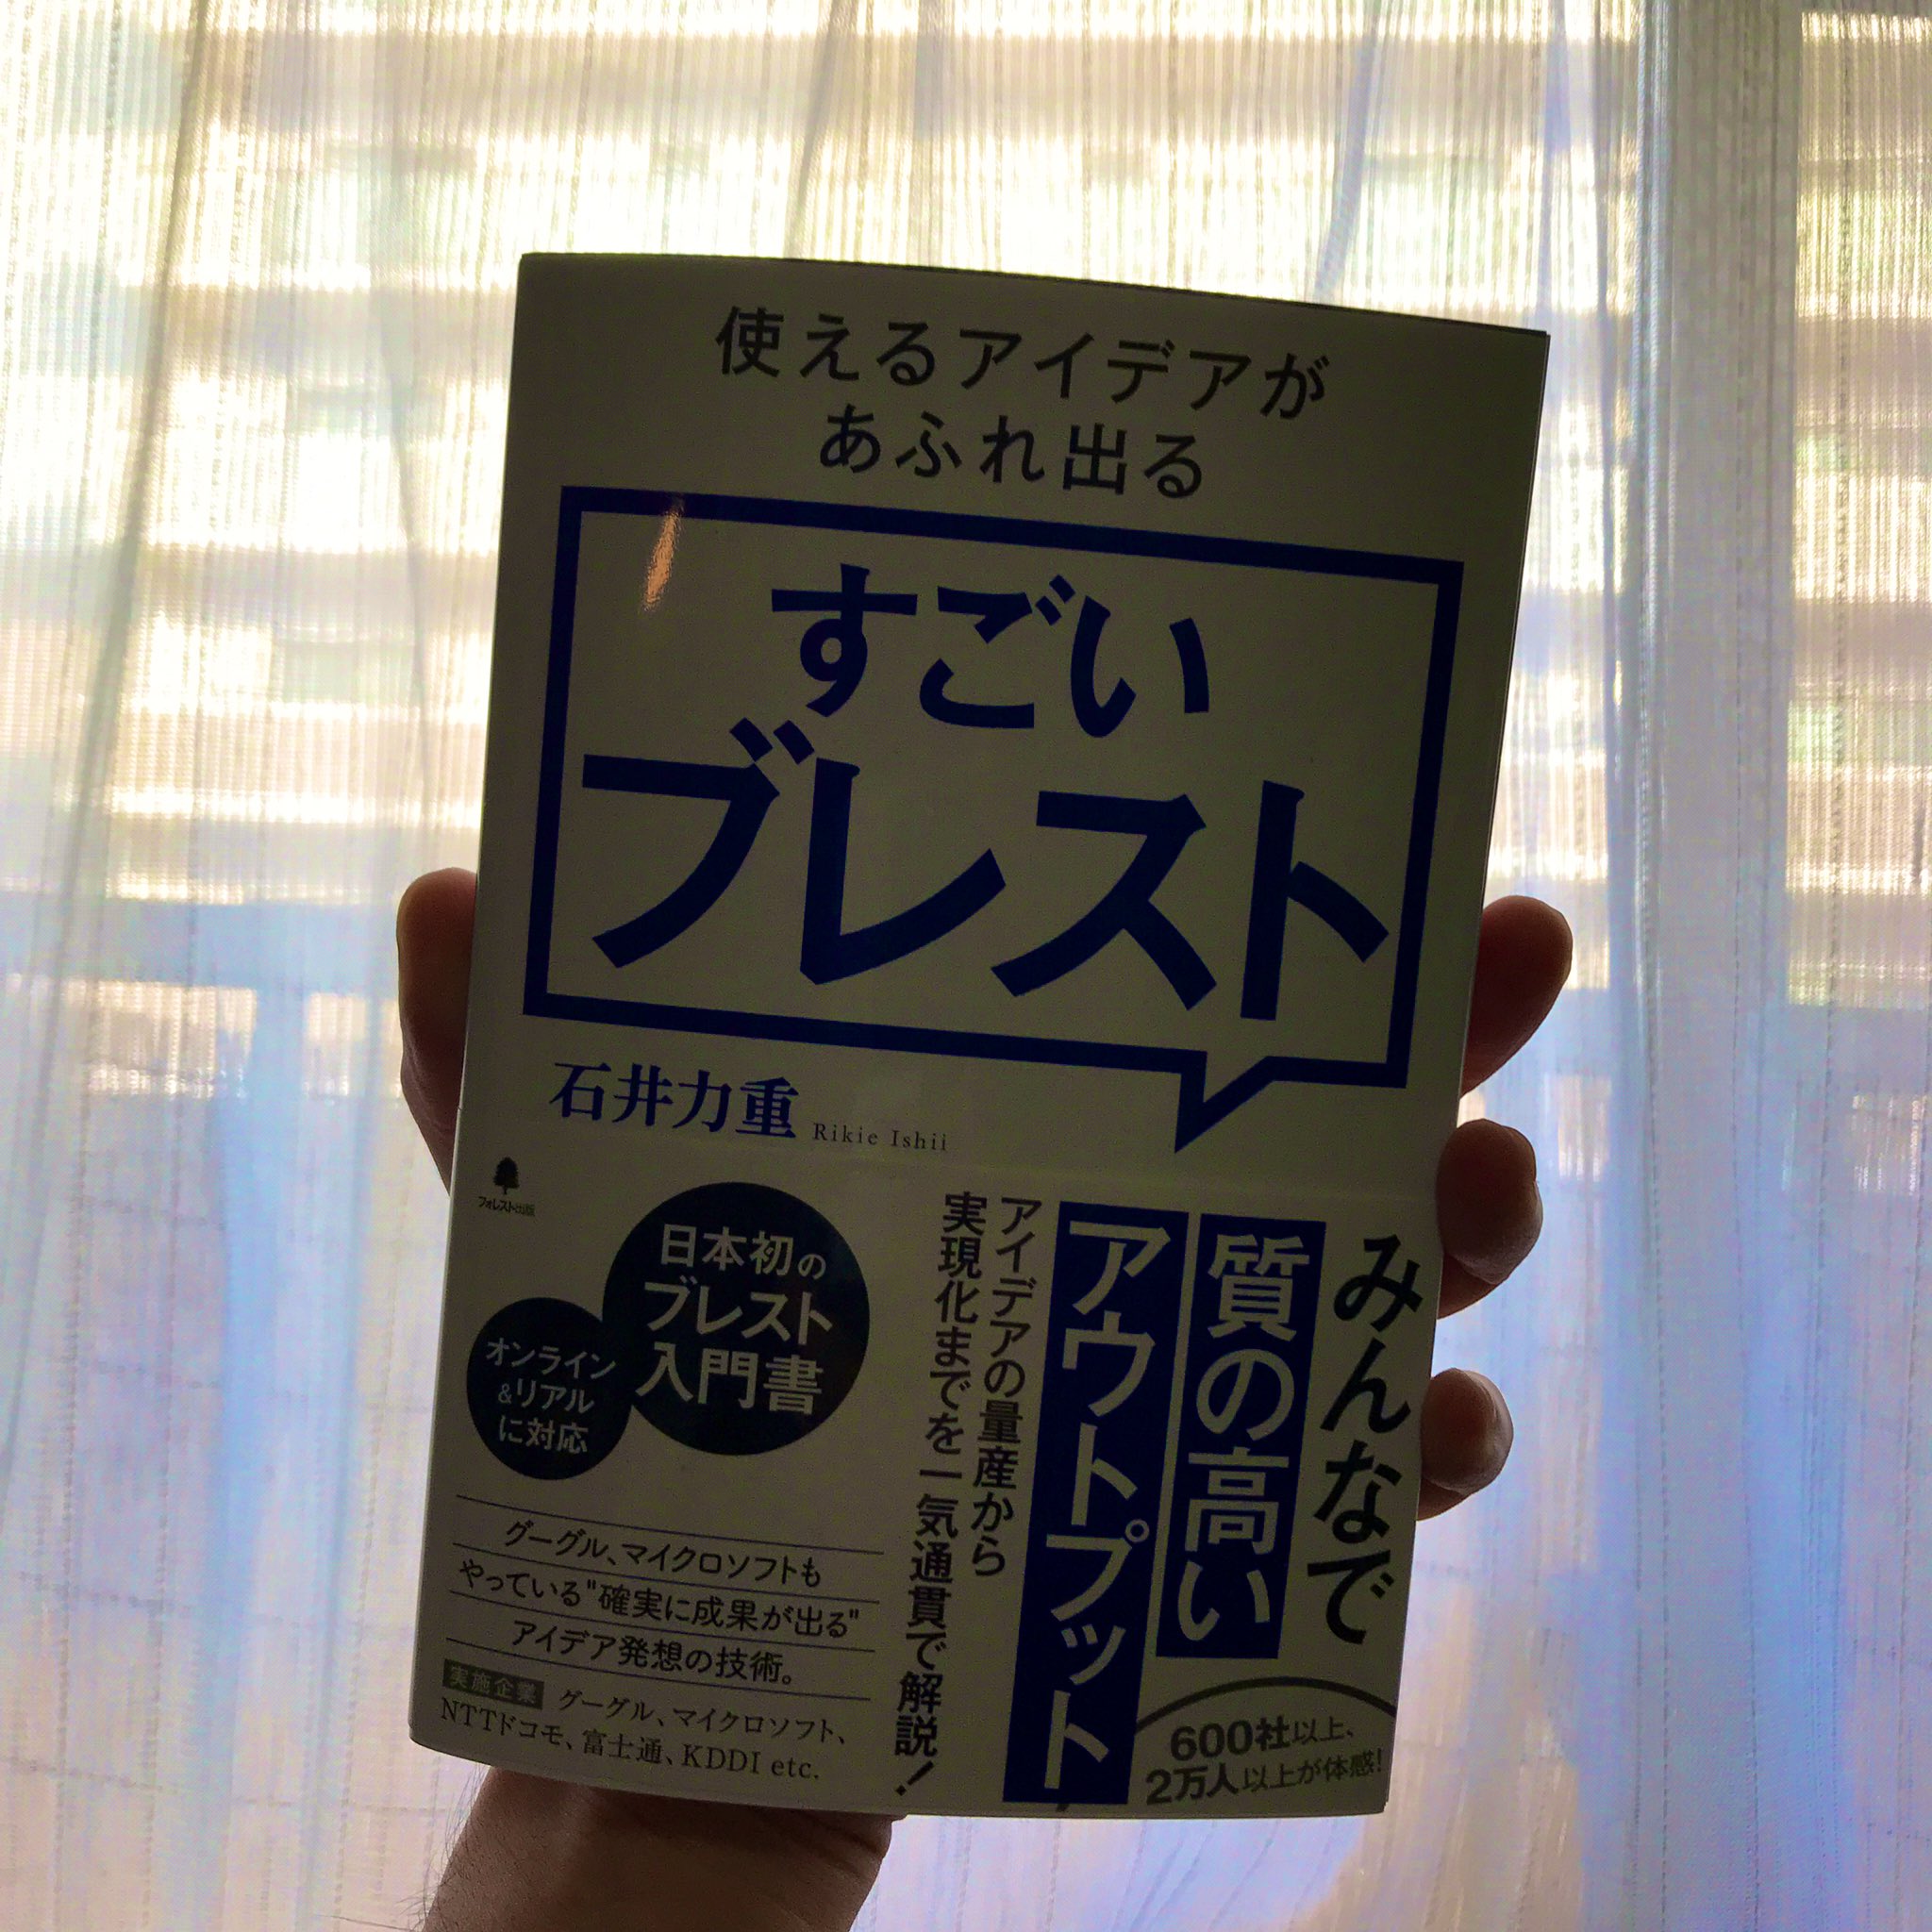 使えるアイデアが
あふれ出る
すごい
ブレスト
石井力重 Rikie Ishii
フォレスト出版
日本初の
ブレスト
入門書
オンライン
&リアル
に対応
みんなで
質の高い
アウトプット
アイデアの量産から
実現化までを一気通貫で解説!
グーグル、マイクロソフトも
やっている"確実に成果が出る"
アイデア発想の技術。
実施企業 グーグル、マイクロソフト、
NTTドコモ、富士通、KDDI etc.
600社以上、
2万人以上が体感!